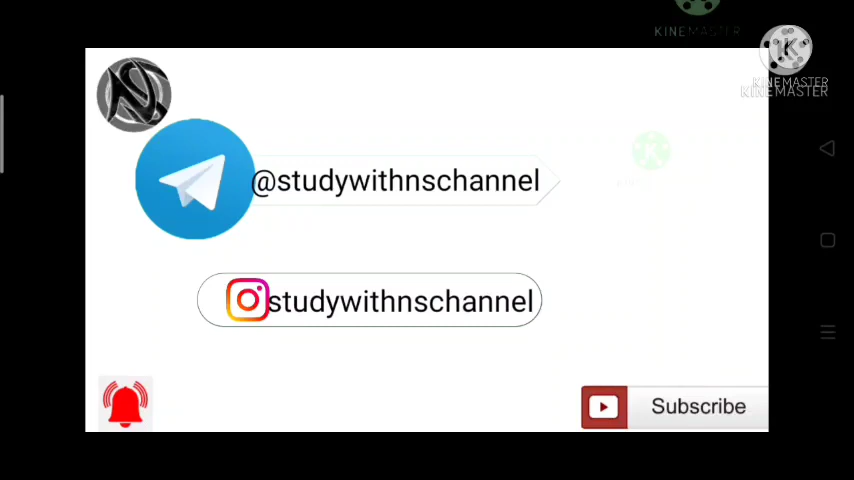 KINEMASTER
KINEMASTER
KINEMASTER
@studywithnschannel
studywithnschannel
Subscribe